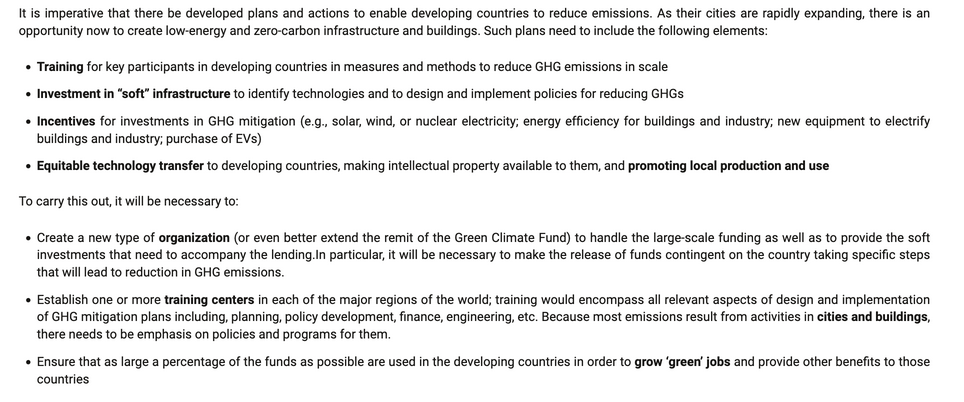 It is imperative that there be developed plans and actions to enable developing countries to reduce emissions. As their cities are rapidly expanding, there is an
opportunity now to create low-energy and zero-carbon infrastructure and buildings. Such plans need to include the following elements:
• Training for key participants in developing countries in measures and methods to reduce GHG emissions in scale
• Investment in “soft” infrastructure to identify technologies and to design and implement policies for reducing GHGs
• Incentives for investments in GHG mitigation (e.g., solar, wind, or nuclear electricity; energy efficiency for buildings and industry; new equipment to electrify
buildings and industry; purchase of EVs)
• Equitable technology transfer to developing countries, making intellectual property available to them, and promoting local production and use
To carry this out, it will be necessary to:
• Create a new type of organization (or even better extend the remit of the Green Climate Fund) to handle the large-scale funding as well as to provide the soft
investments that need to accompany the lending.In particular, it will be necessary to make the release of funds contingent on the country taking specific steps
that will lead to reduction in GHG emissions.
• Establish one or more training centers in each of the major regions of the world; training would encompass all relevant aspects of design and implementation
of GHG mitigation plans including, planning, policy development, finance, engineering, etc. Because most emissions result from activities in cities and buildings,
there needs to be emphasis on policies and programs for them.
• Ensure that as large a percentage of the funds as possible are used in the developing countries in order to grow ‘green’ jobs and provide other benefits to those
countries